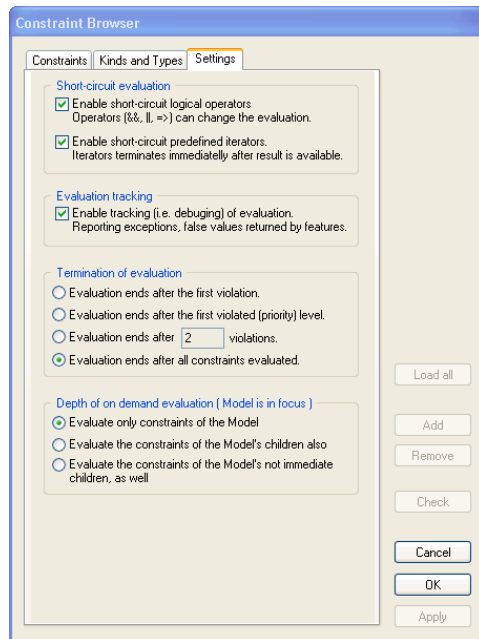 Constraint Browser
Constraints
Kinds and Types
Settings
Short-circuit evaluation
Enable short-circuit logical operators
Operators (&&, ||, =>) can change the evaluation.
Enable short-circuit predefined iterators.
Iterators terminates immediatelly after result is available.
Evaluation tracking
Enable tracking (i.e. debuging) of evaluation.
Reporting exceptions, false values returned by features.
Termination of evaluation
Evaluation ends after the first violation.
Evaluation ends after the first violated (priority) level.
Evaluation ends after 2 violations.
Evaluation ends after all constraints evaluated.
Depth of on demand evaluation ( Model is in focus )
Evaluate only constraints of the Model
Evaluate the constraints of the Model's children also
Evaluate the constraints of the Model's not immediate
children, as well
Load all
Add
Remove
Check
Cancel
OK
Apply